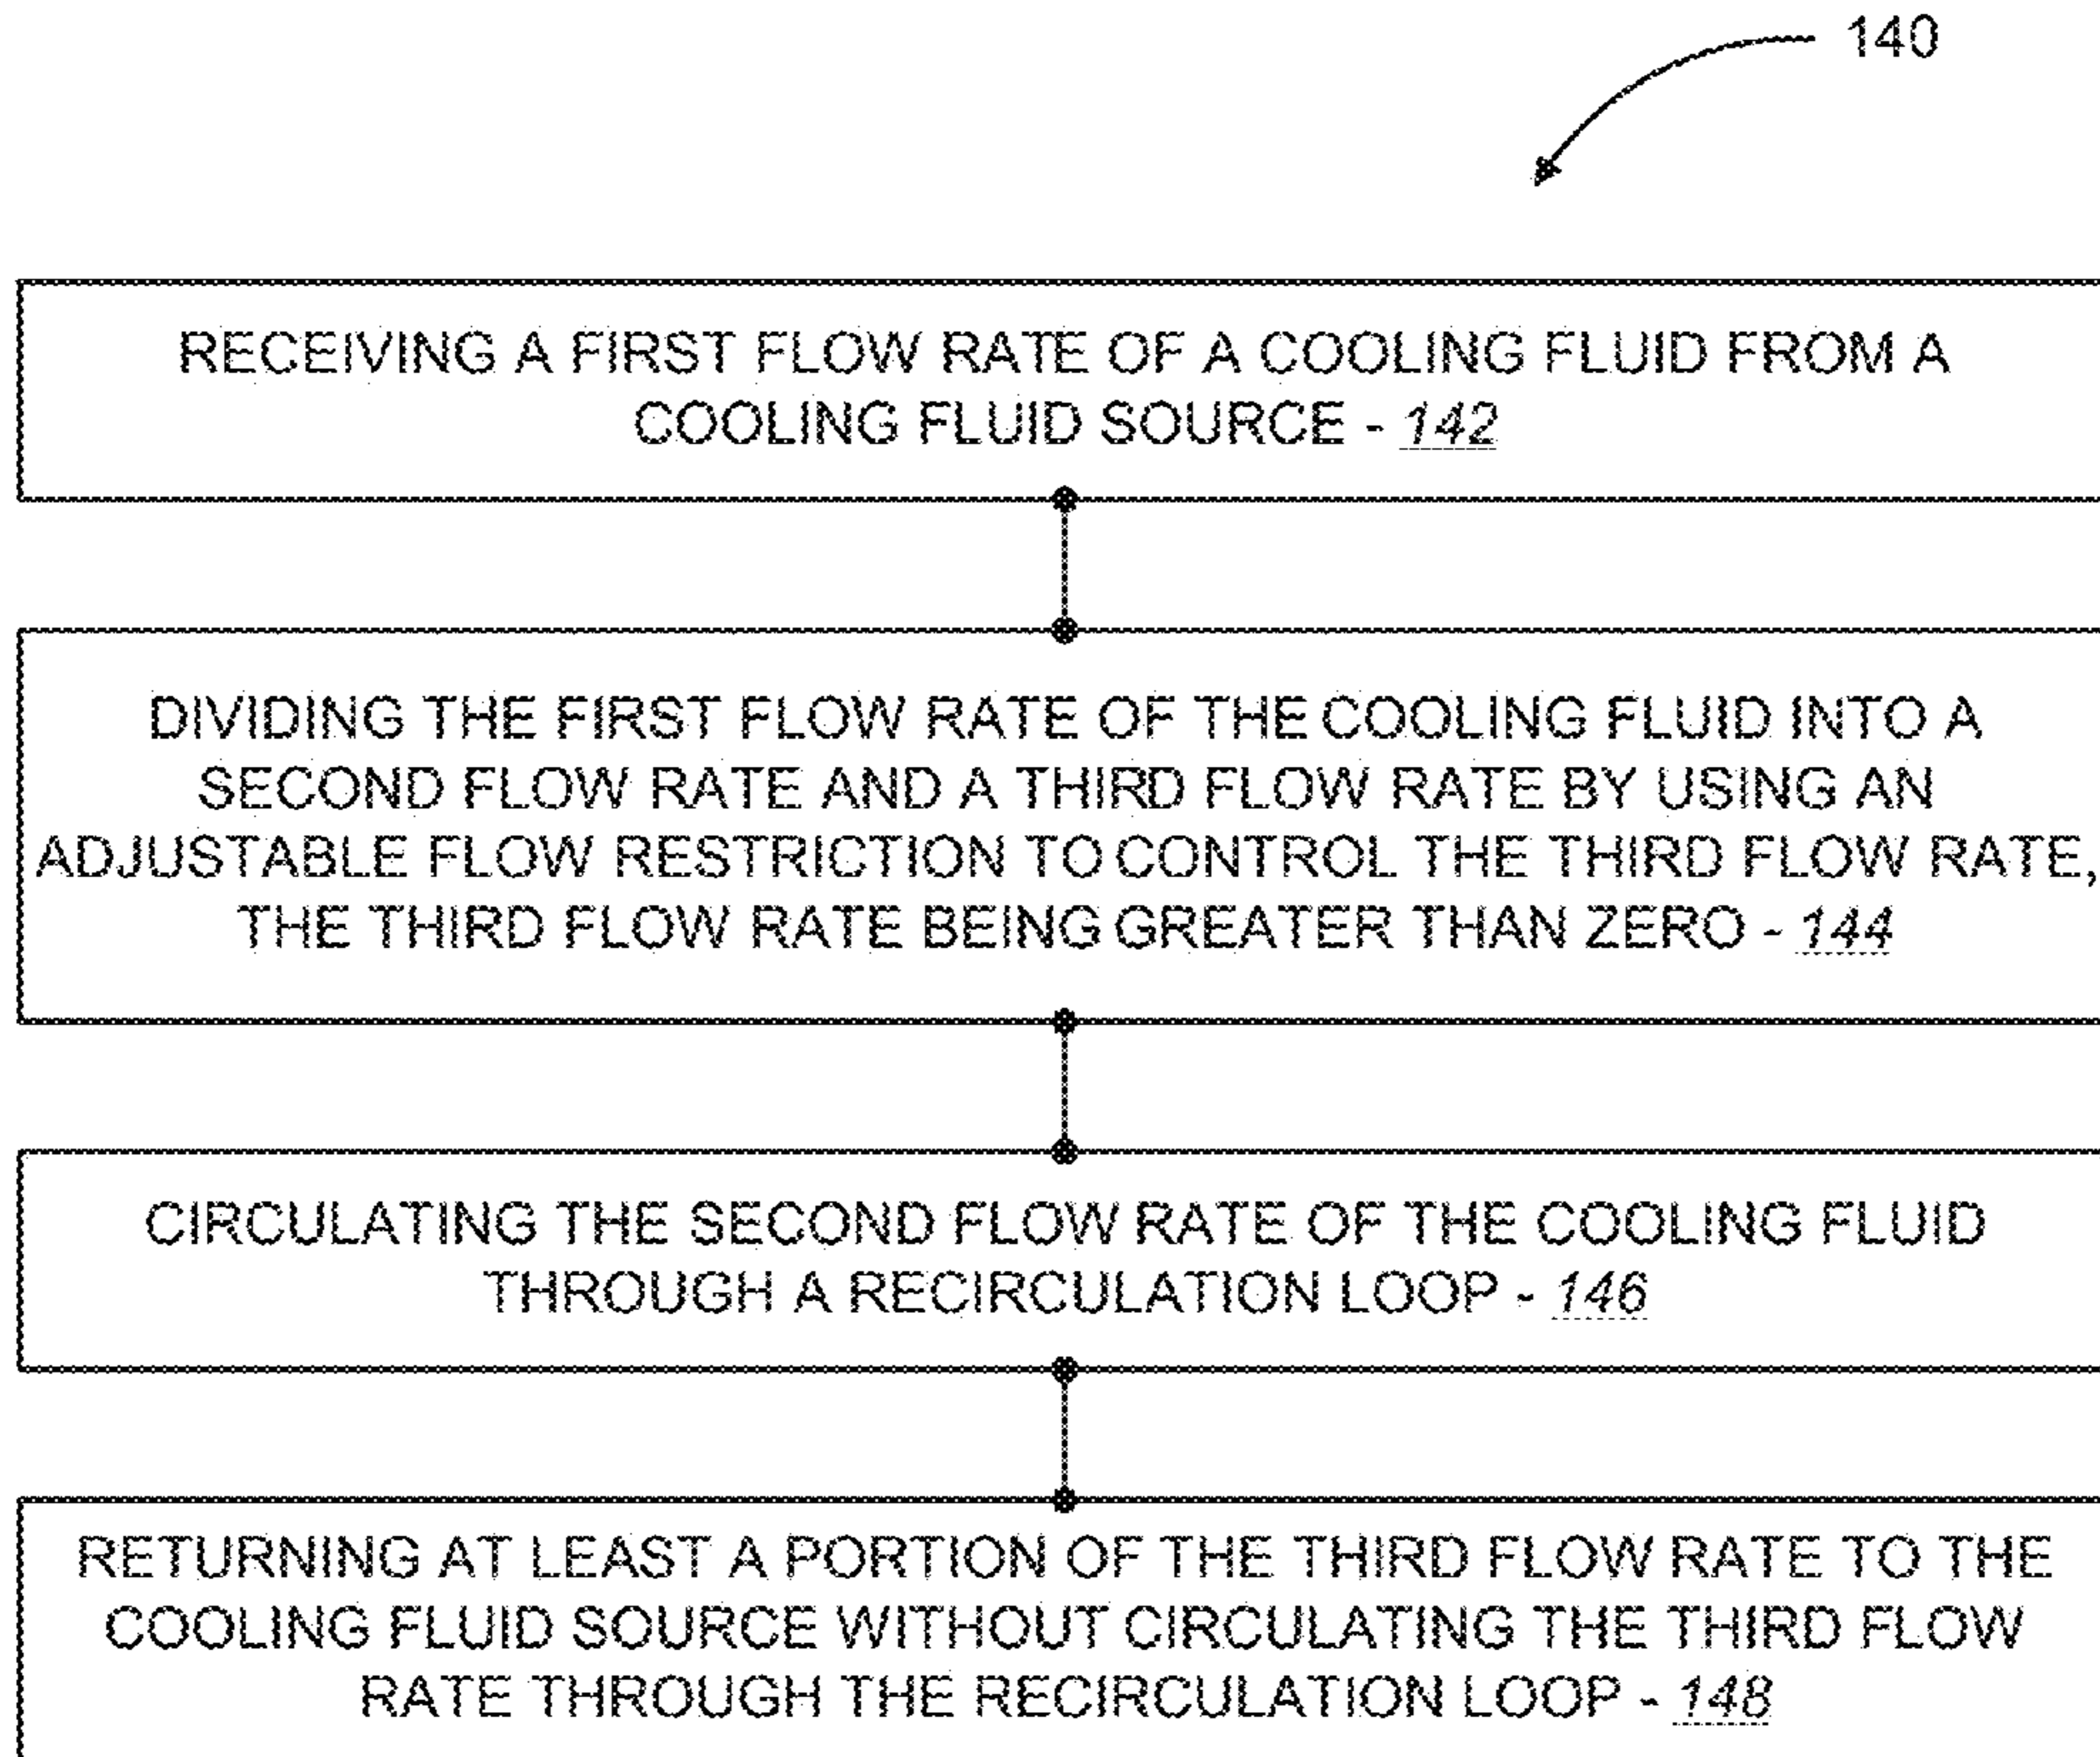 140
RECEIVING A FIRST FLOW RATE OF A COOLING FLUID FROM A
COOLING FLUID SOURCE - 142
DIVIDING THE FIRST FLOW RATE OF THE COOLING FLUID INTO A
SECOND FLOW RATE AND A THIRD FLOW RATE BY USING AN
ADJUSTABLE FLOW RESTRICTION TO CONTROL THE THIRD FLOW RATE,
THE THIRD FLOW RATE BEING GREATER THAN ZERO - 144
CIRCULATING THE SECOND FLOW RATE OF THE COOLING FLUID
THROUGH A RECIRCULATION LOOP - 146
RETURNING AT LEAST A PORTION OF THE THIRD FLOW RATE TO THE
COOLING FLUID SOURCE WITHOUT CIRCULATING THE THIRD FLOW
RATE THROUGH THE RECIRCULATION LOOP - 148